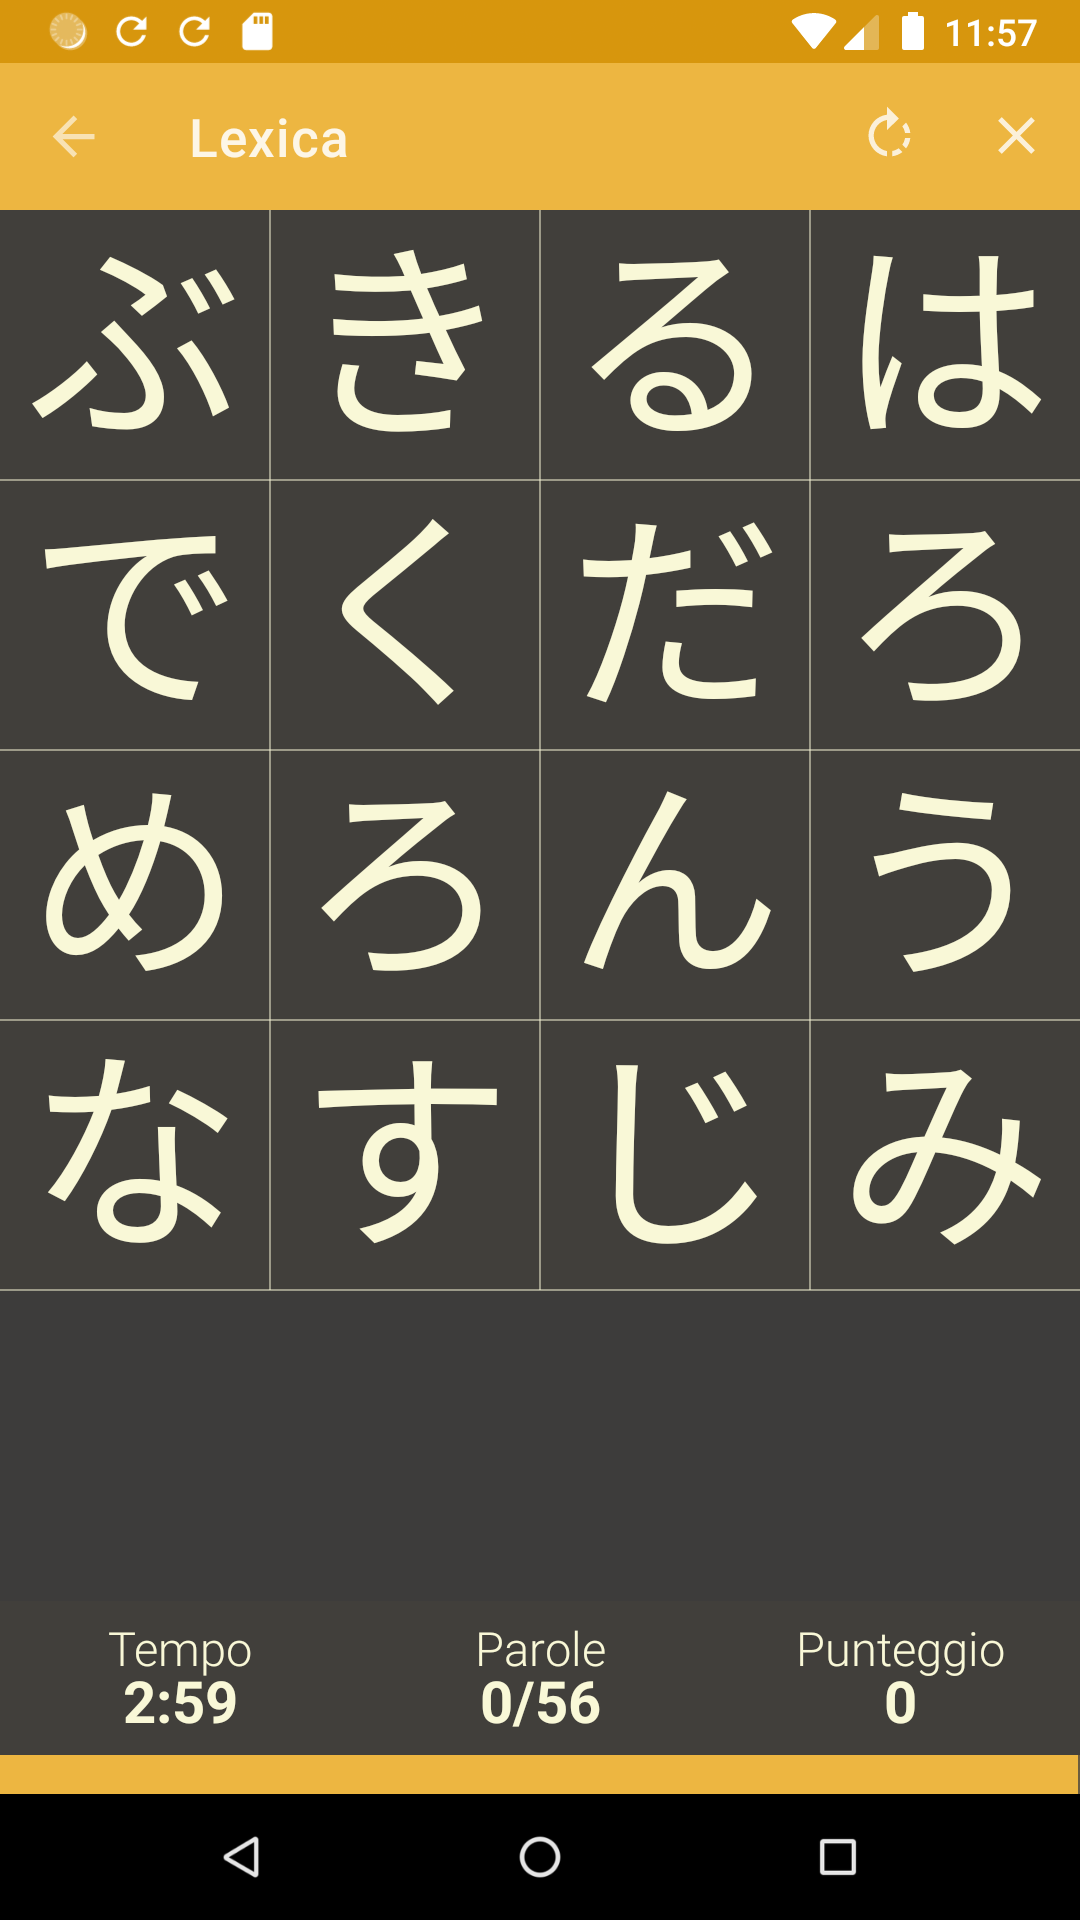 11:57
Lexica
ぶ き る は
で く だ ろ
め ろ ん う
な す じ み
Tempo Parole Punteggio
2:59 0/56 0